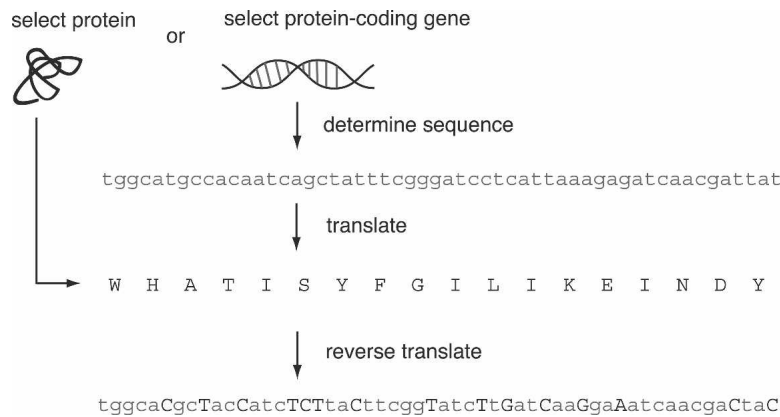 select protein
or
select protein-coding gene
determine sequence
tggcatgccacaatcagctatttcgggatcctcattaaagagatcaacgattat
translate
W H A T I S Y F G I L I K E I N D Y
reverse translate
tggcaCgcTacCatcTCTtaCttcggTatcTtGatCaaGgaAatcaacgaCtaC